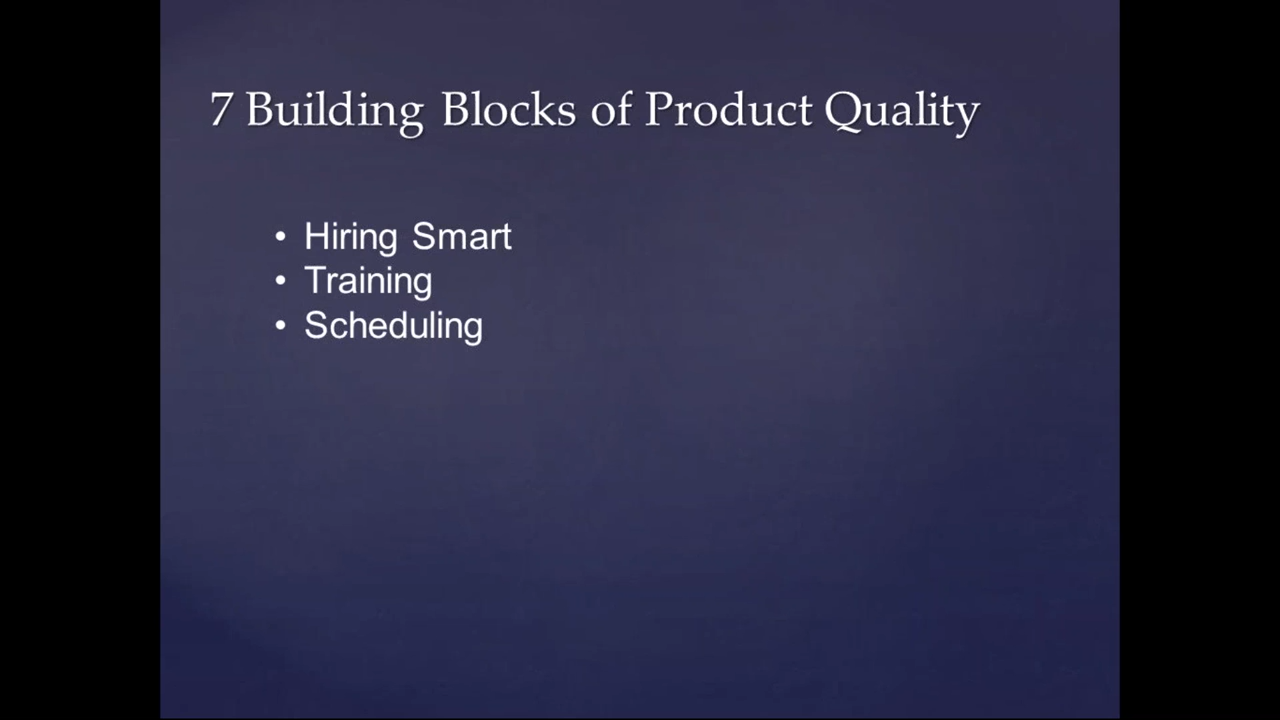 7 Building Blocks of Product Quality
• Hiring Smart
• Training
• Scheduling